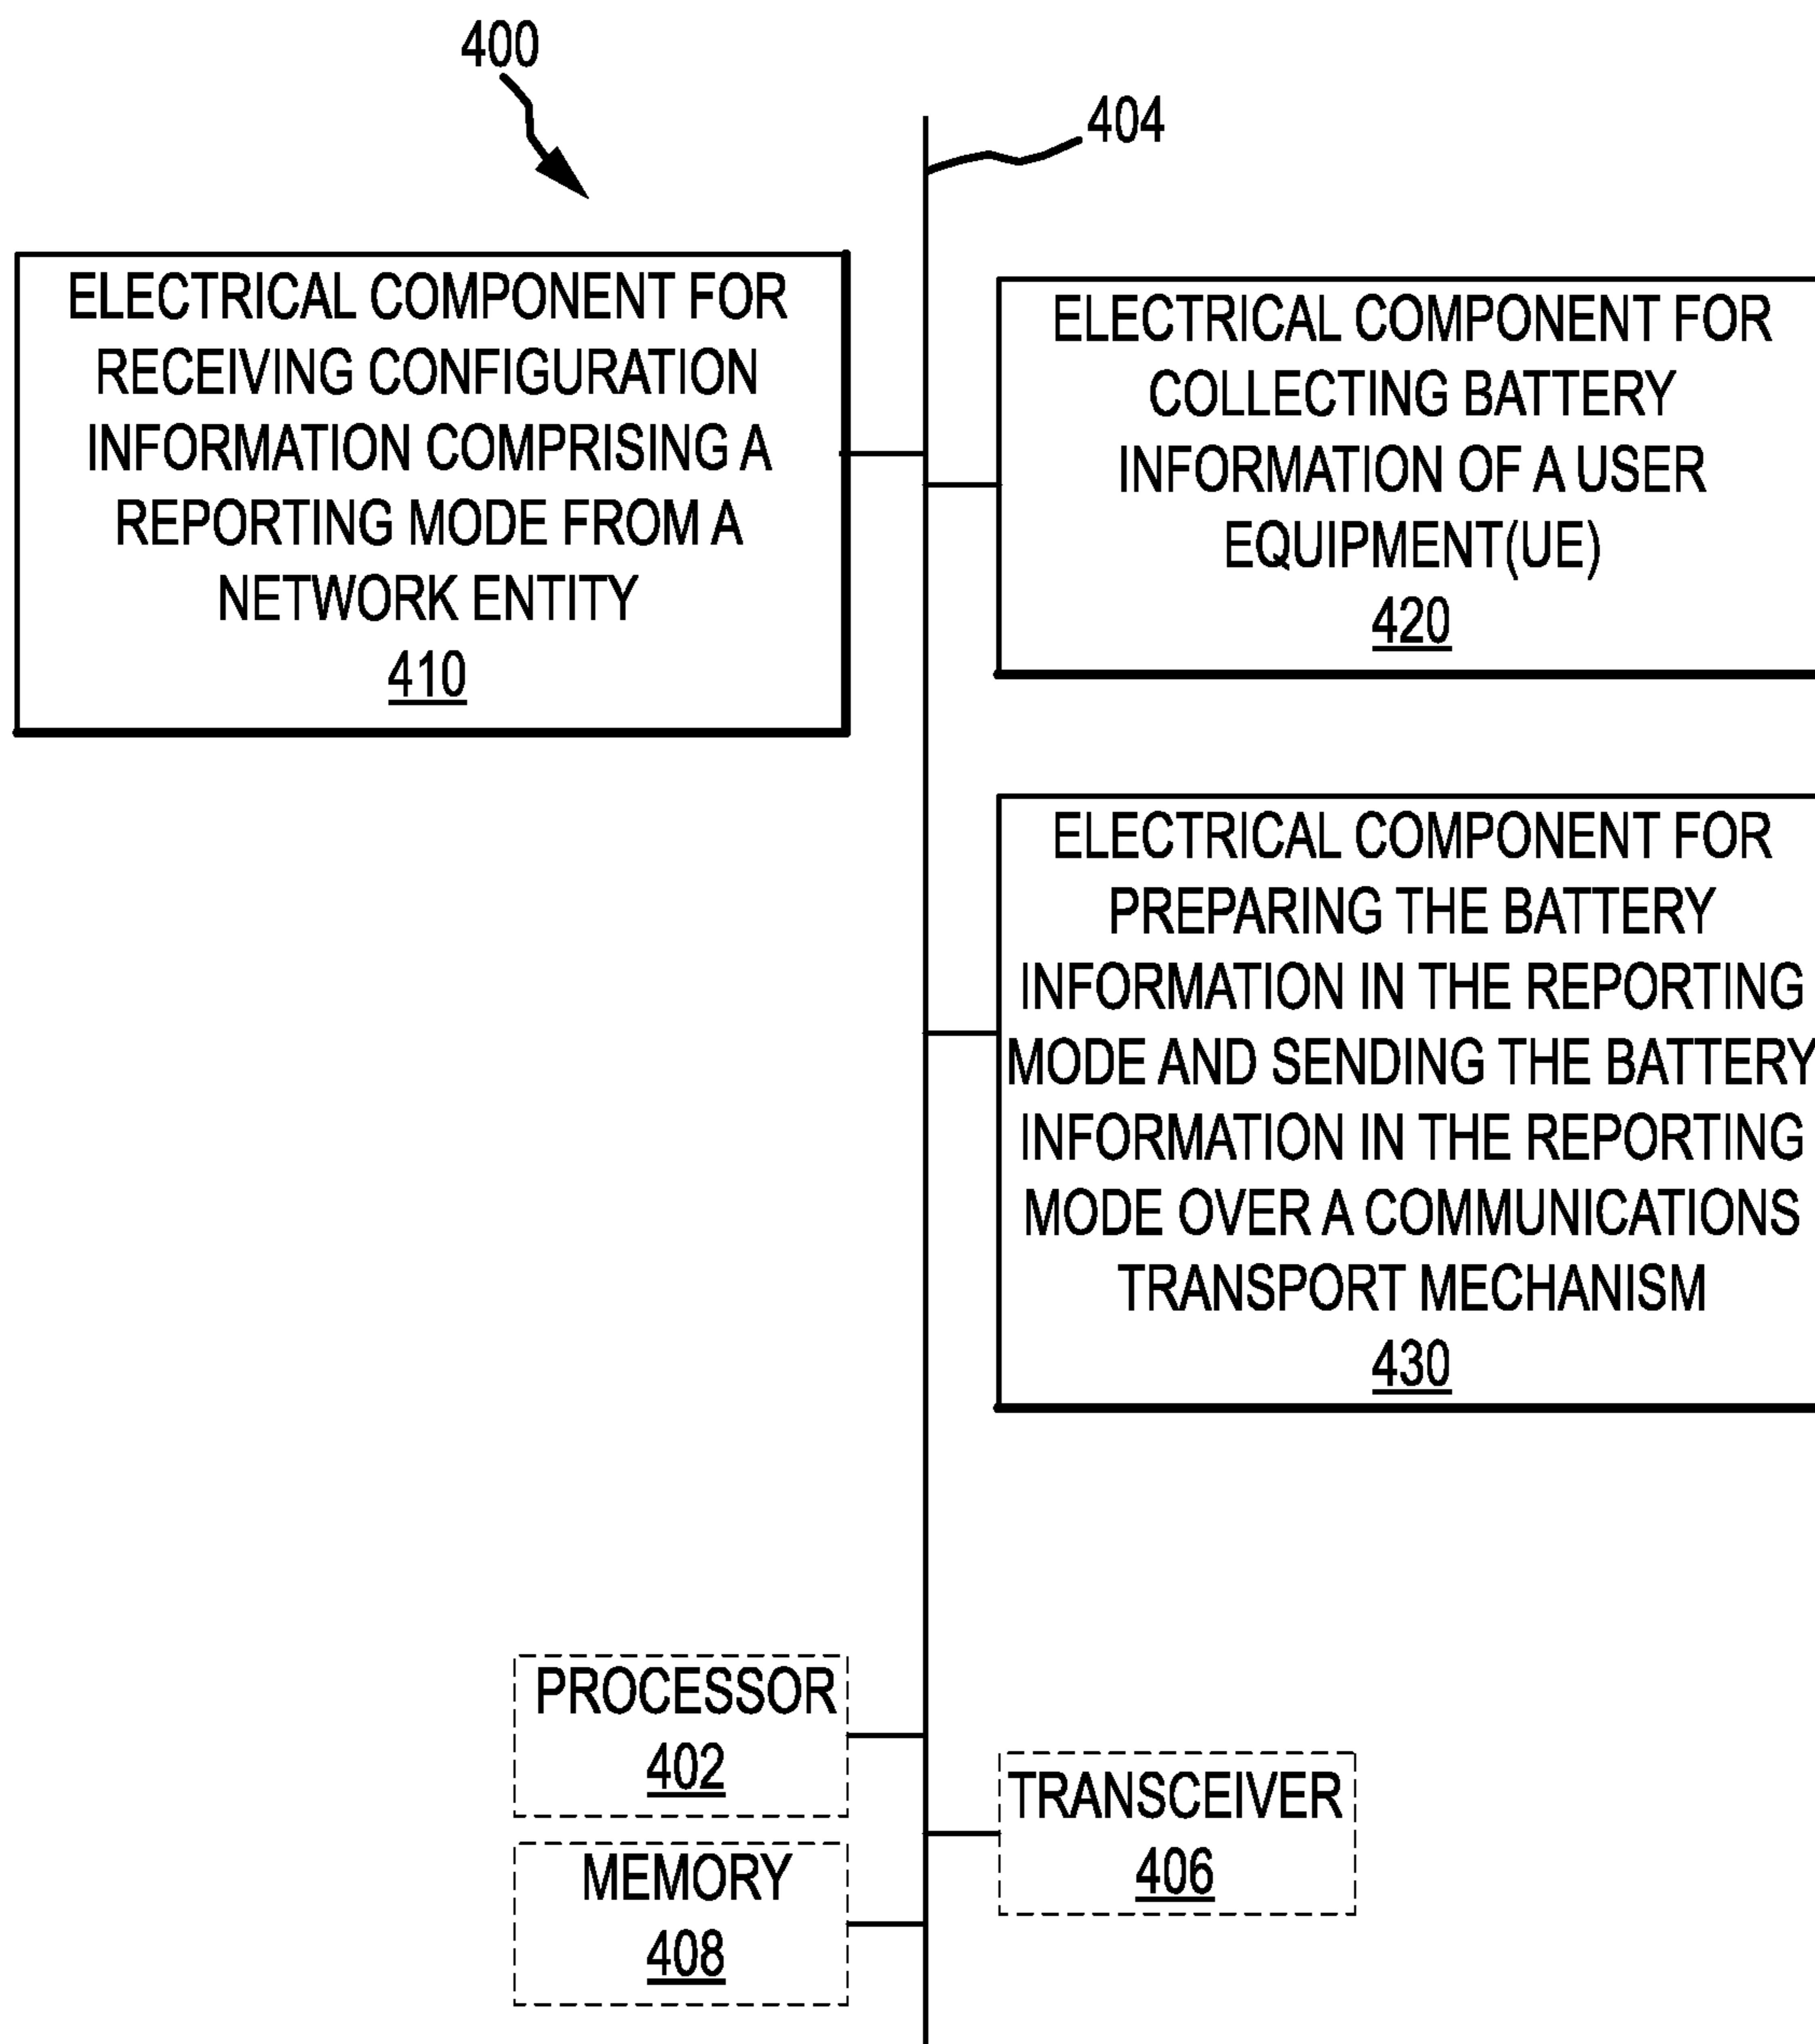 400
404
ELECTRICAL COMPONENT FOR
RECEIVING CONFIGURATION
INFORMATION COMPRISING A
REPORTING MODE FROM A
NETWORK ENTITY
410
ELECTRICAL COMPONENT FOR
COLLECTING BATTERY
INFORMATION OF A USER
EQUIPMENT(UE)
420
ELECTRICAL COMPONENT FOR
PREPARING THE BATTERY
INFORMATION IN THE REPORTING
MODE AND SENDING THE BATTERY
INFORMATION IN THE REPORTING
MODE OVER A COMMUNICATIONS
TRANSPORT MECHANISM
430
PROCESSOR
402
TRANSCEIVER
406
MEMORY
408